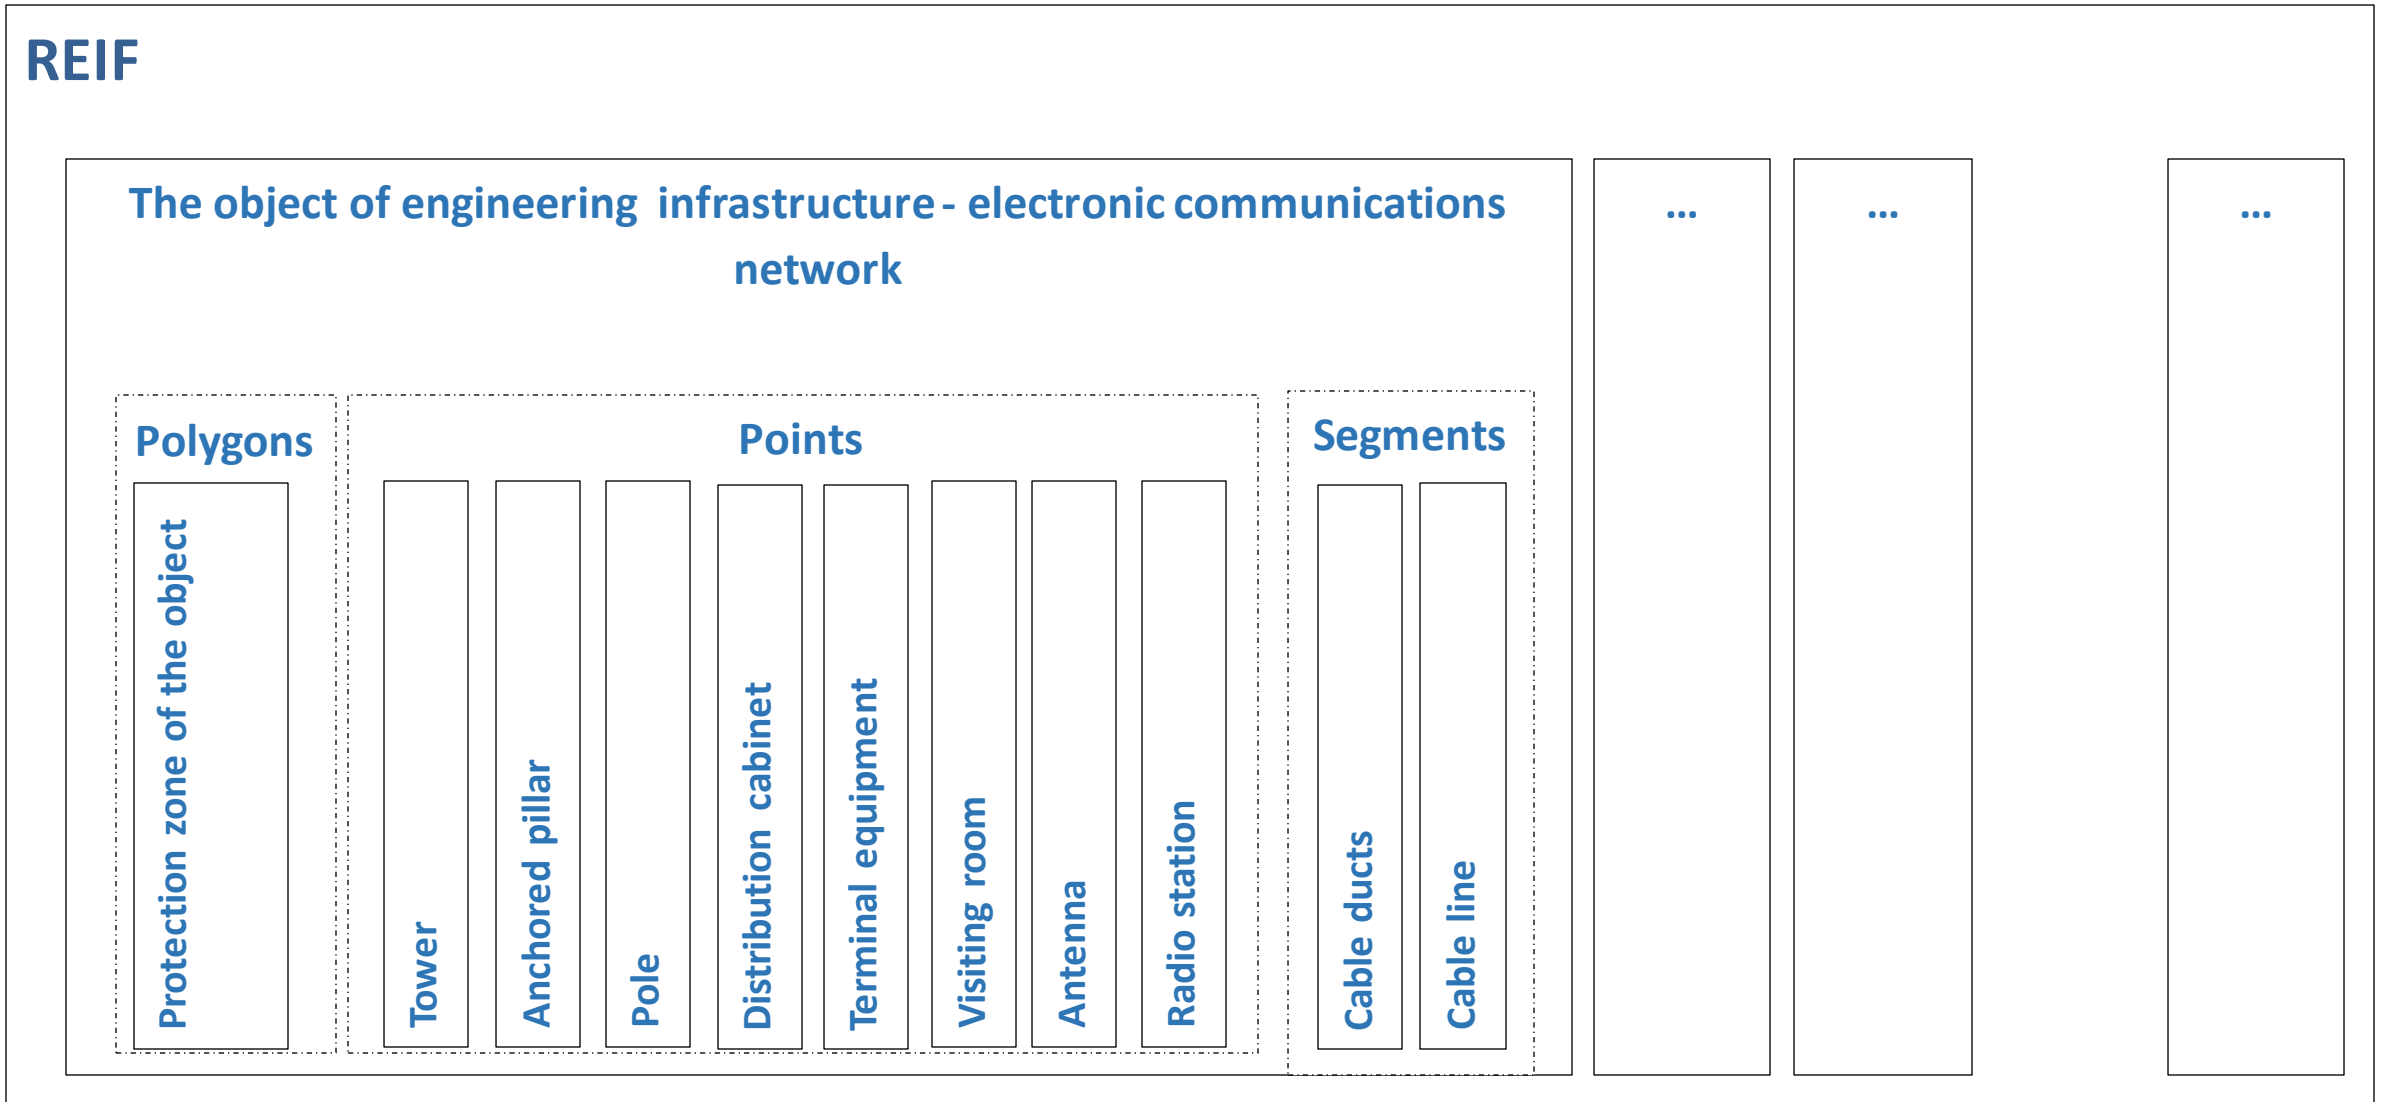 REIF
The object of engineering infrastructure - electronic communications
network
...
...
...
Polygons
Points
Segments
Protection zone of the object
Tower
Anchored pillar
Pole
Distribution cabinet
Terminal equipment
Visiting room
Antenna
Radio station
Cable ducts
Cable line